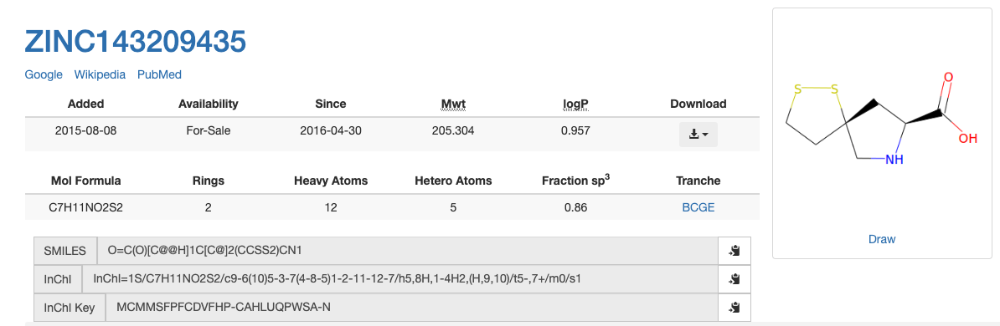 ZINC143209435
Google Wikipedia PubMed
Added Availability Since Mwt logP Download
2015-08-08 For-Sale 2016-04-30 205.304 0.957
Mol Formula Rings Heavy Atoms Hetero Atoms Fraction sp3 Tranche
C7H11NO2S2 2 12 5 0.86 BCGE
SMILES O=C(O)[C@@H]1C[C@]2(CCSS2)CN1
InChI InChI=1S/C7H11NO2S2/c9-6(10)5-3-7(4-8-5)1-2-11-12-7/h5,8H,1-4H2,(H,9,10)/t5-,7+/m0/s1
InChI Key MCMMSFPFCDVFHP-CAHLUQPWSA-N
O
S S
OH
NH
Draw